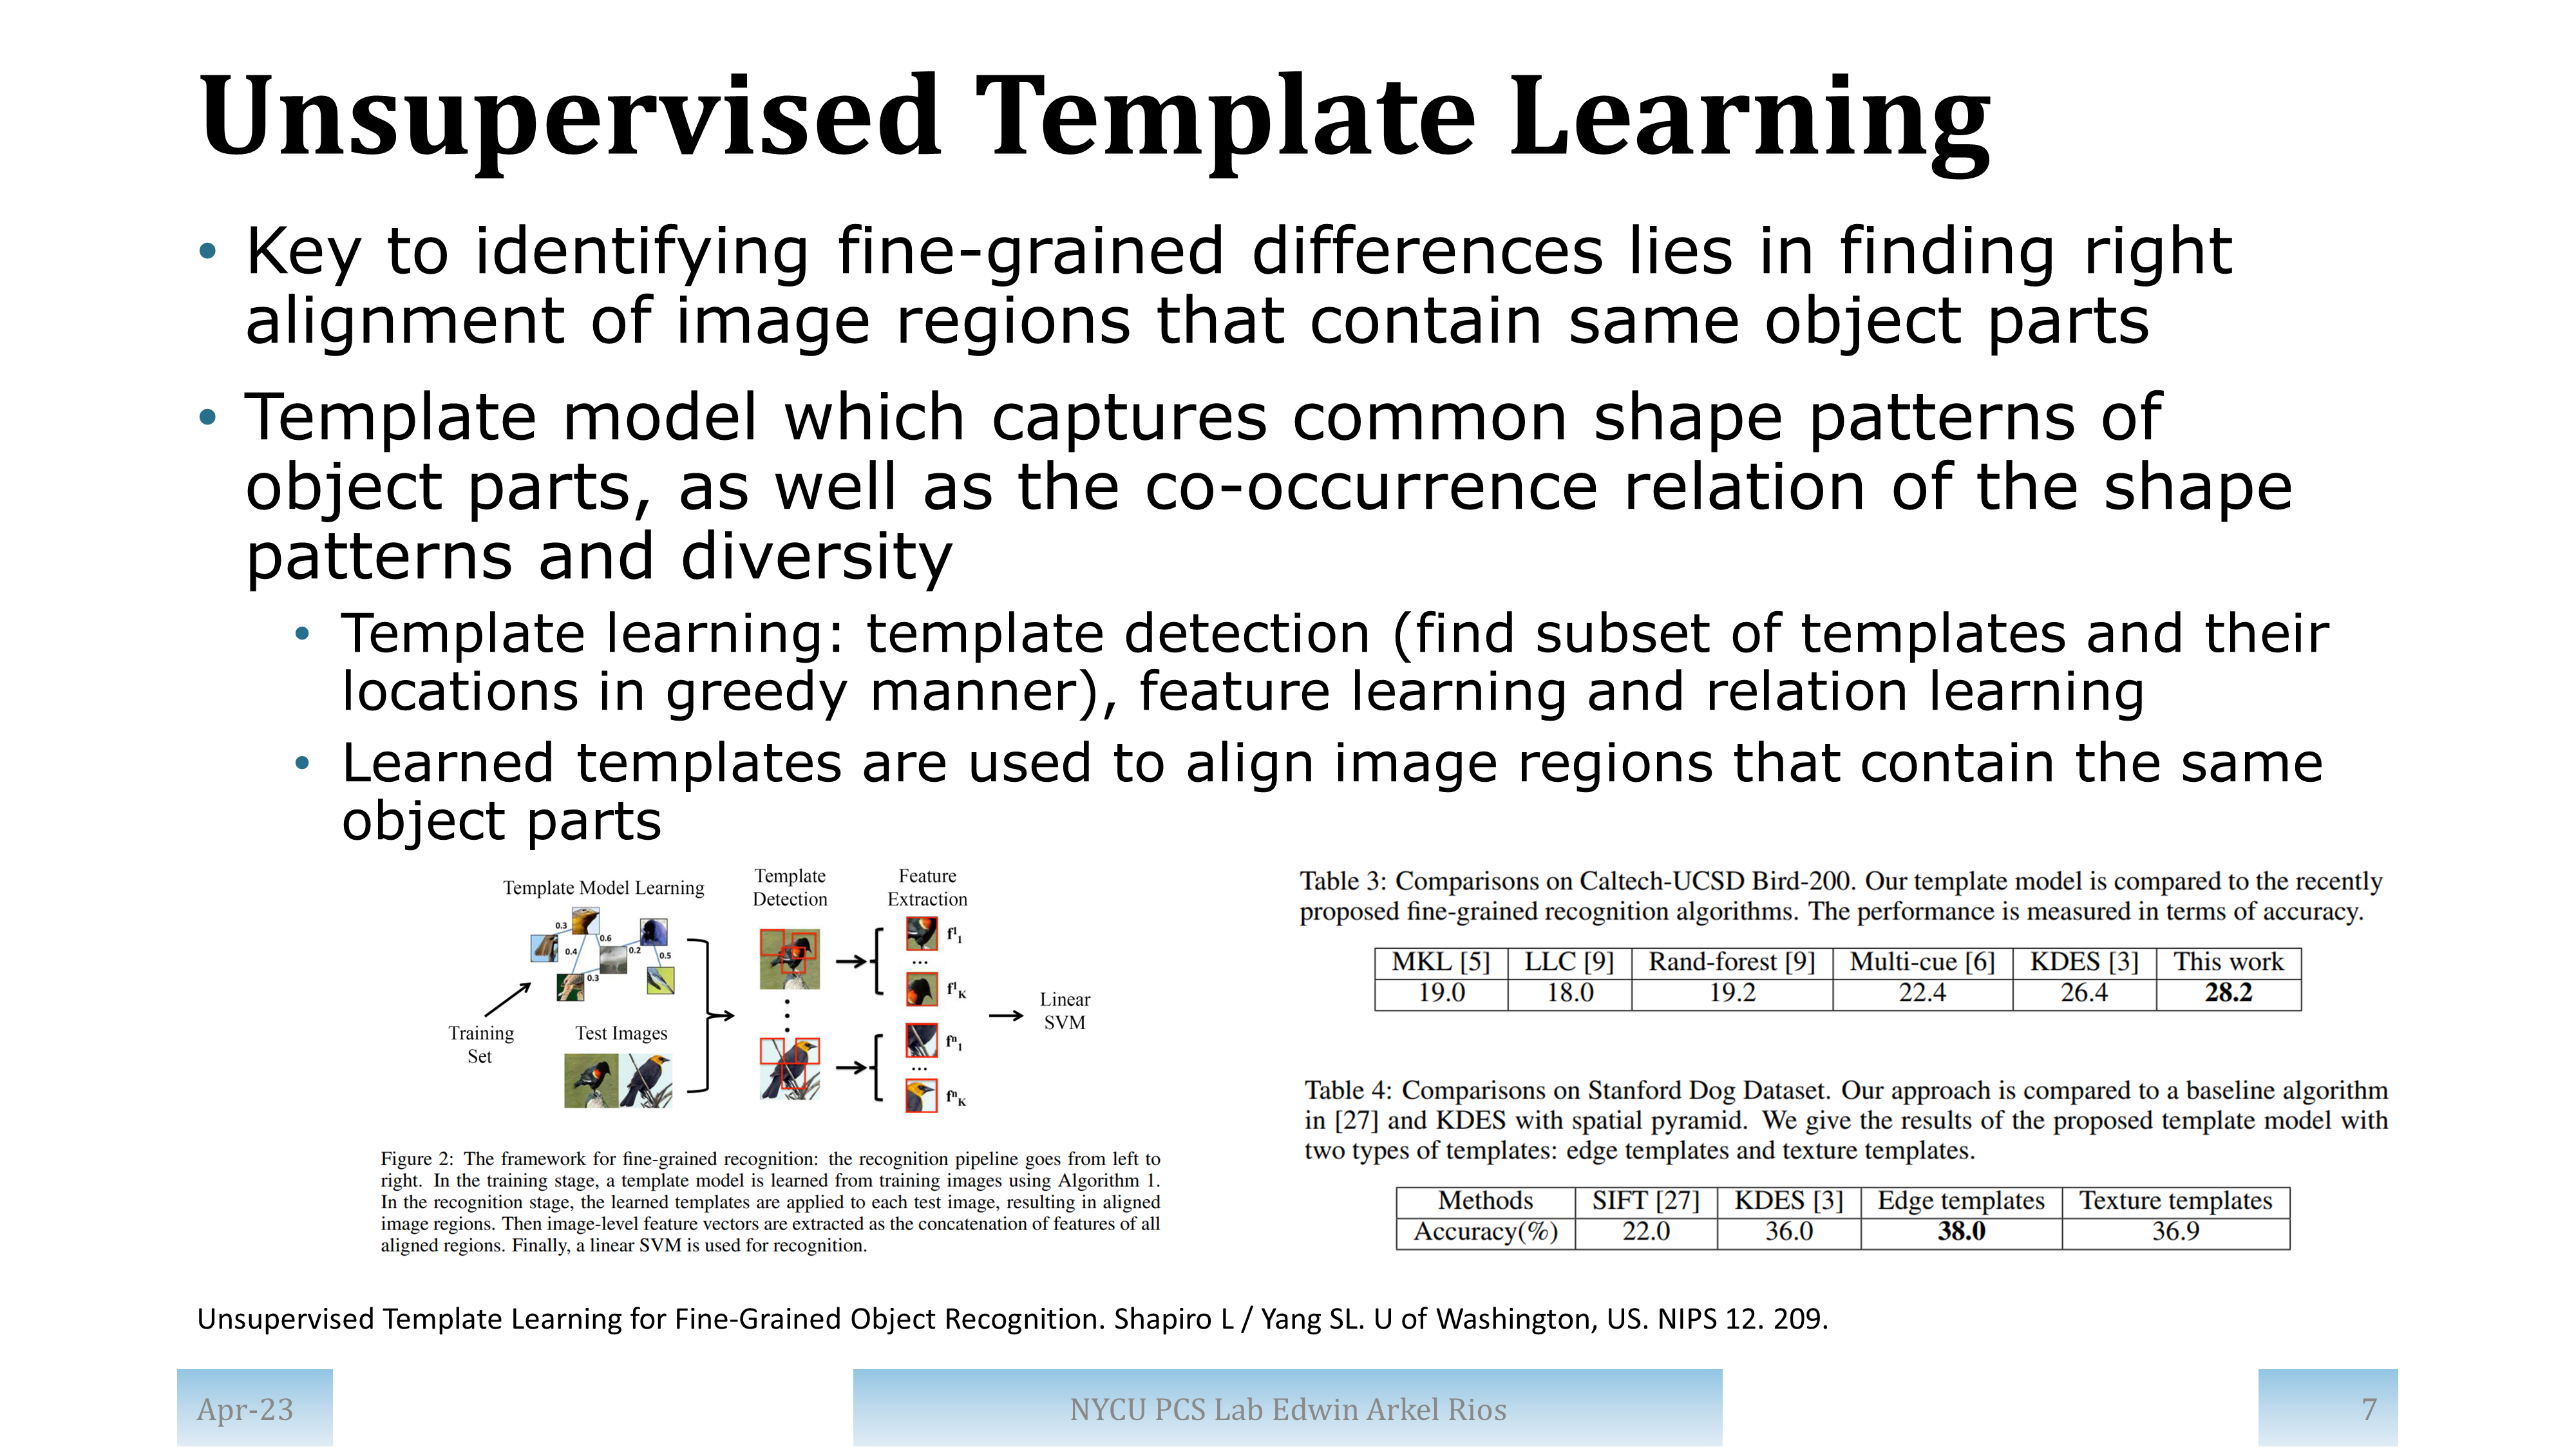 Unsupervised Template Learning
• Key to identifying fine-grained differences lies in finding right
alignment of image regions that contain same object parts
• Template model which captures common shape patterns of
object parts, as well as the co-occurrence relation of the shape
patterns and diversity
• Template learning: template detection (find subset of templates and their
locations in greedy manner), feature learning and relation learning
• Learned templates are used to align image regions that contain the same
object parts
Template Model Learning
0.3
0.6
0.4
0.2
0.5
0.3
Training
Set
Test Images
Template
Detection
Feature
Extraction
f¹₁
...
f¹K
fⁿ₁
...
fⁿK
Linear
SVM
Figure 2: The framework for fine-grained recognition: the recognition pipeline goes from left to
right. In the training stage, a template model is learned from training images using Algorithm 1.
In the recognition stage, the learned templates are applied to each test image, resulting in aligned
image regions. Then image-level feature vectors are extracted as the concatenation of features of all
aligned regions. Finally, a linear SVM is used for recognition.
Table 3: Comparisons on Caltech-UCSD Bird-200. Our template model is compared to the recently
proposed fine-grained recognition algorithms. The performance is measured in terms of accuracy.
MKL [5] LLC [9] Rand-forest [9] Multi-cue [6] KDES [3] This work
19.0 18.0 19.2 22.4 26.4 28.2
Table 4: Comparisons on Stanford Dog Dataset. Our approach is compared to a baseline algorithm
in [27] and KDES with spatial pyramid. We give the results of the proposed template model with
two types of templates: edge templates and texture templates.
Methods SIFT [27] KDES [3] Edge templates Texture templates
Accuracy(%) 22.0 36.0 38.0 36.9
Unsupervised Template Learning for Fine-Grained Object Recognition. Shapiro L / Yang SL. U of Washington, US. NIPS 12. 209.
Apr-23
NYCU PCS Lab Edwin Arkel Rios
7